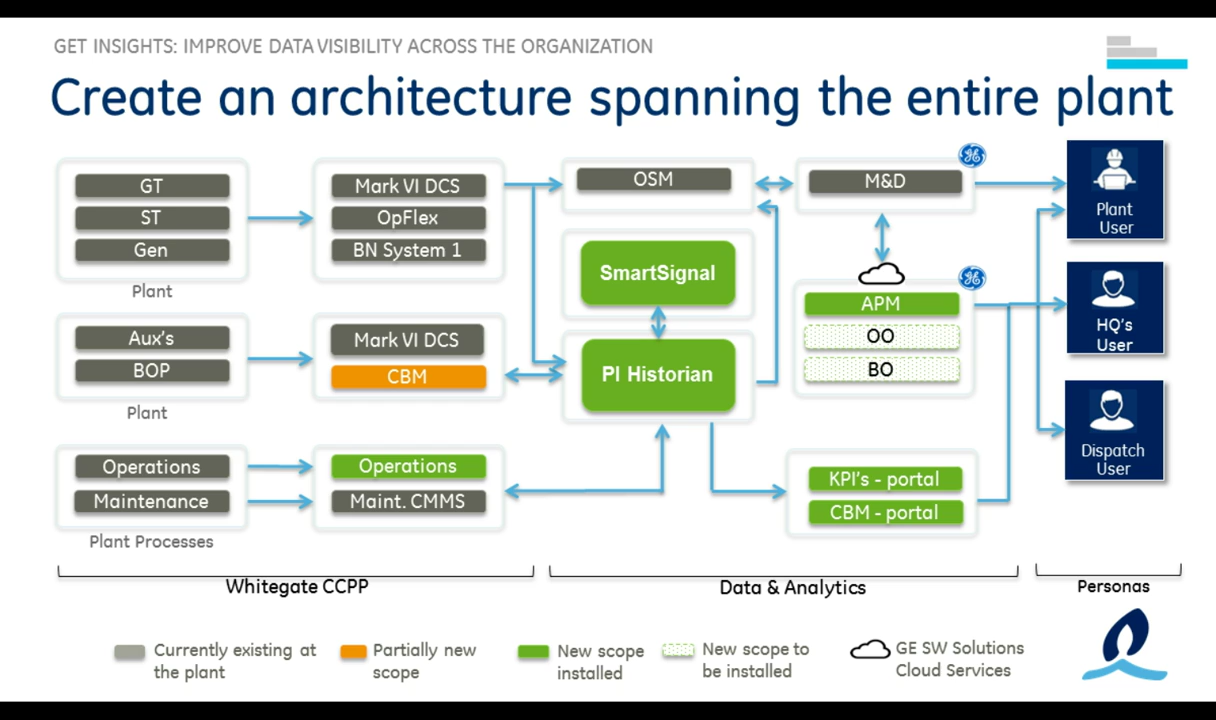 GET INSIGHTS: IMPROVE DATA VISIBILITY ACROSS THE ORGANIZATION
Create an architecture spanning the entire plant
GT
ST
Gen
Plant
Mark VI DCS
OpFlex
BN System 1
OSM
M&D
Plant
User
SmartSignal
APM
OO
BO
HQ's
User
Aux's
BOP
Plant
Mark VI DCS
CBM
PI Historian
Dispatch
User
Operations
Maintenance
Plant Processes
Operations
Maint. CMMS
KPI's - portal
CBM - portal
Whitegate CCPP
Data & Analytics
Personas
Currently existing at
the plant
Partially new
scope
New scope
installed
New scope to
be installed
GE SW Solutions
Cloud Services